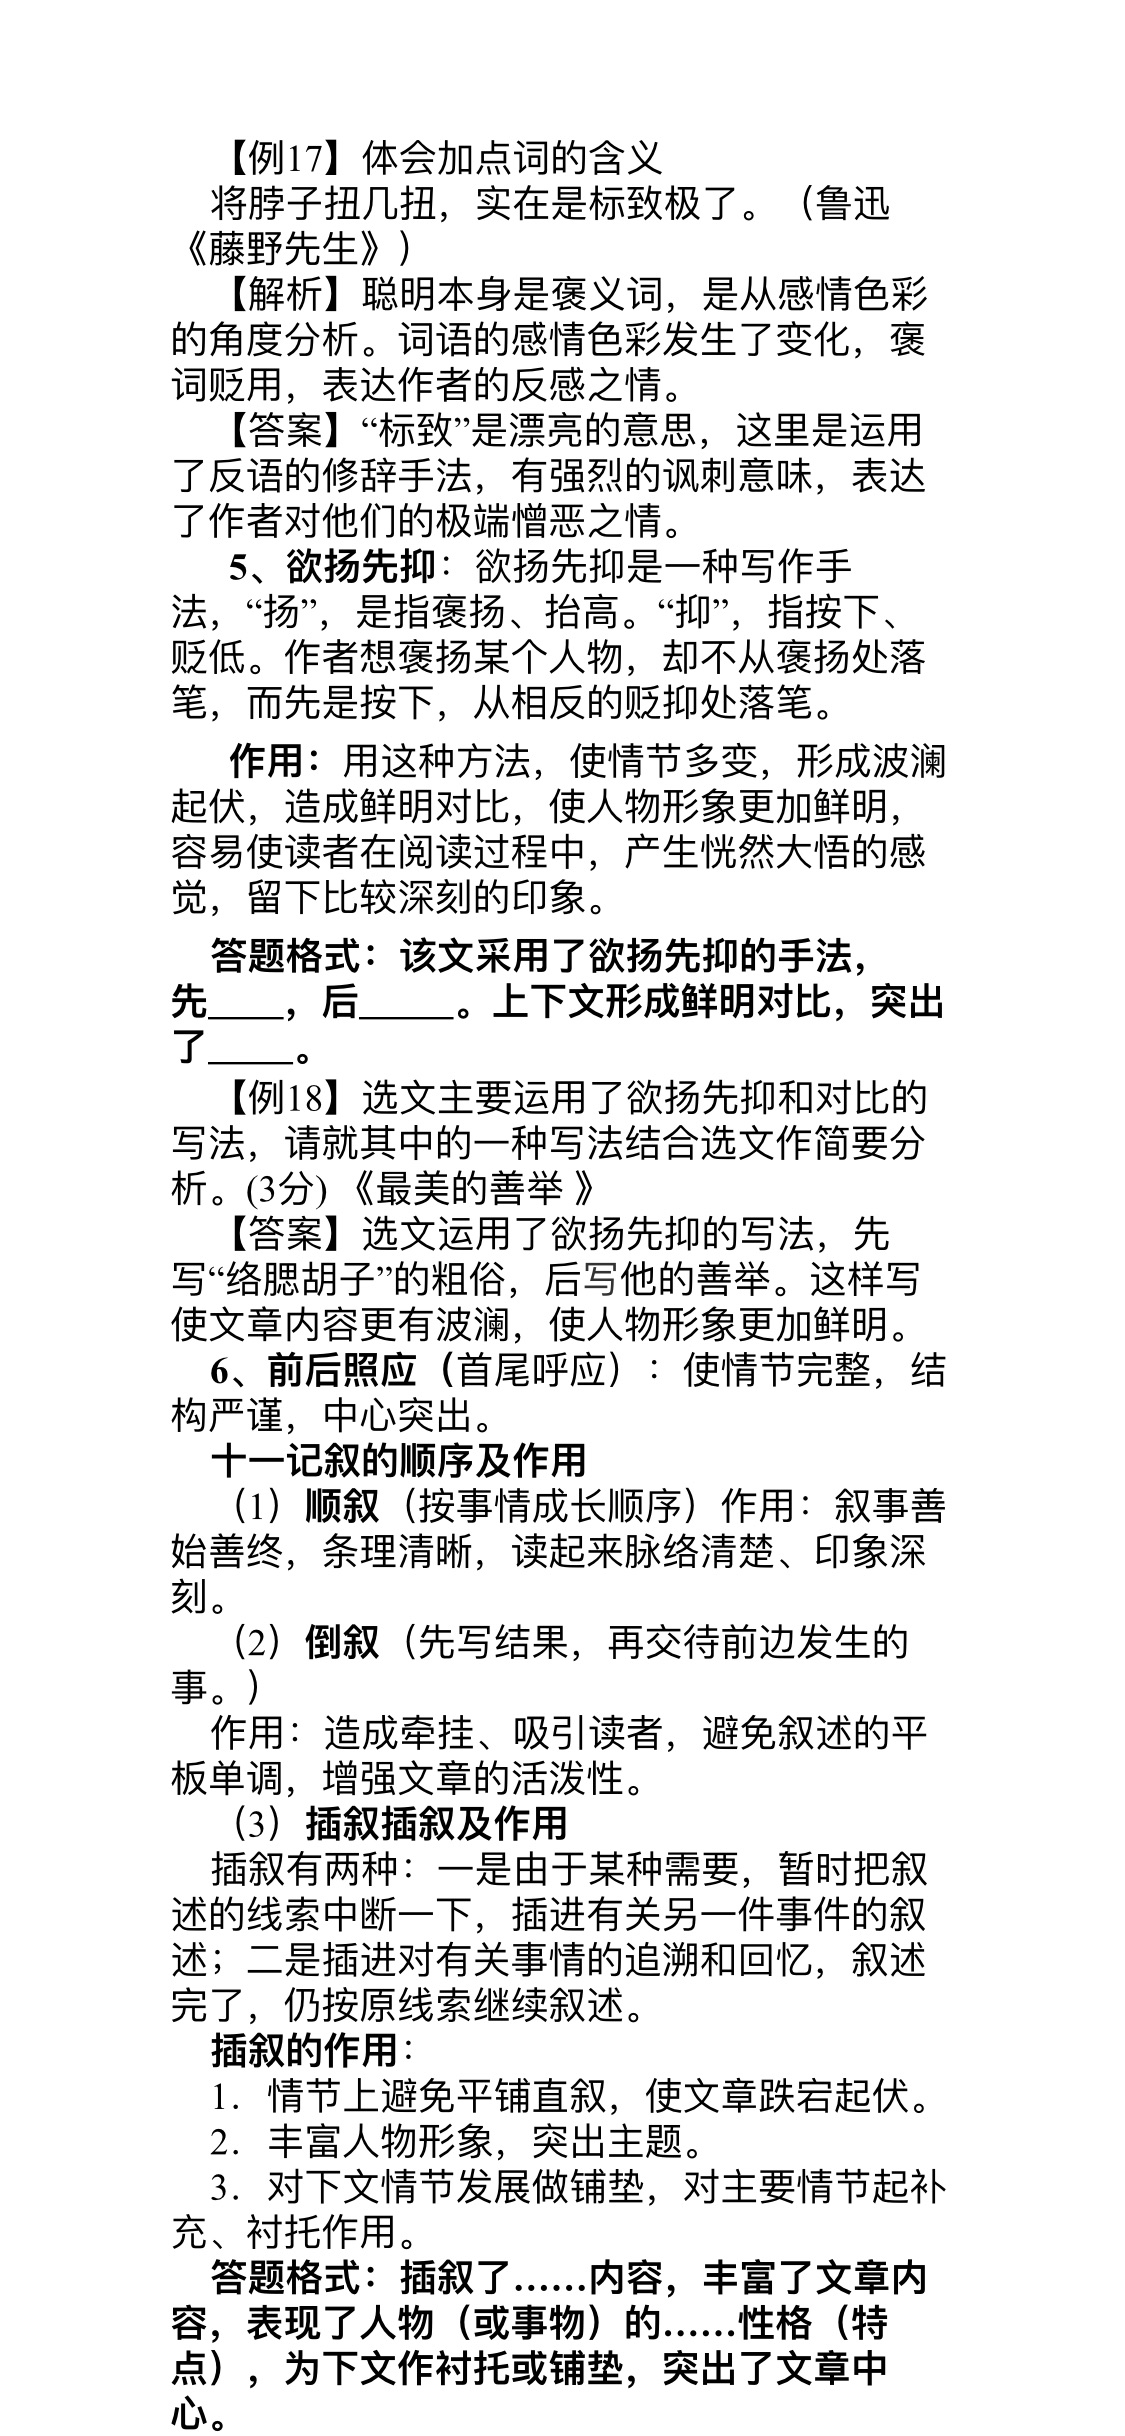 【例17】体会加点词的含义
将脖子扭几扭，实在是标致极了。（鲁迅
《藤野先生》）
【解析】聪明本身是褒义词，是从感情色彩
的角度分析。词语的感情色彩发生了变化，褒
词贬用，表达作者的反感之情。
【答案】“标致”是漂亮的意思，这里是运用
了反语的修辞手法，有强烈的讽刺意味，表达
了作者对他们的极端憎恶之情。
5、欲扬先抑：欲扬先抑是一种写作手
法，“扬”，是指褒扬、抬高。“抑”，指按下、
贬低。作者想褒扬某个人物，却不从褒扬处落
笔，而先是按下，从相反的贬抑处落笔。
作用：用这种方法，使情节多变，形成波澜
起伏，造成鲜明对比，使人物形象更加鲜明，
容易使读者在阅读过程中，产生恍然大悟的感
觉，留下比较深刻的印象。
答题格式：该文采用了欲扬先抑的手法，
先____，后_____。上下文形成鲜明对比，突出
了____。
【例18】选文主要运用了欲扬先抑和对比的
写法，请就其中的一种写法结合选文作简要分
析。(3分) 《最美的善举 》
【答案】选文运用了欲扬先抑的写法，先
写“络腮胡子”的粗俗，后写他的善举。这样写
使文章内容更有波澜，使人物形象更加鲜明。
6、前后照应（首尾呼应）：使情节完整，结
构严谨，中心突出。
十一记叙的顺序及作用
（1）顺叙（按事情成长顺序）作用：叙事善
始善终，条理清晰，读起来脉络清楚、印象深
刻。
（2）倒叙（先写结果，再交待前边发生的
事。）
作用：造成牵挂、吸引读者，避免叙述的平
板单调，增强文章的活泼性。
（3）插叙插叙及作用
插叙有两种：一是由于某种需要，暂时把叙
述的线索中断一下，插进有关另一件事件的叙
述；二是插进对有关事情的追溯和回忆，叙述
完了，仍按原线索继续叙述。
插叙的作用：
1．情节上避免平铺直叙，使文章跌宕起伏。
2．丰富人物形象，突出主题。
3．对下文情节发展做铺垫，对主要情节起补
充、衬托作用。
答题格式：插叙了……内容，丰富了文章内
容，表现了人物（或事物）的……性格（特
点），为下文作衬托或铺垫，突出了文章中
心。